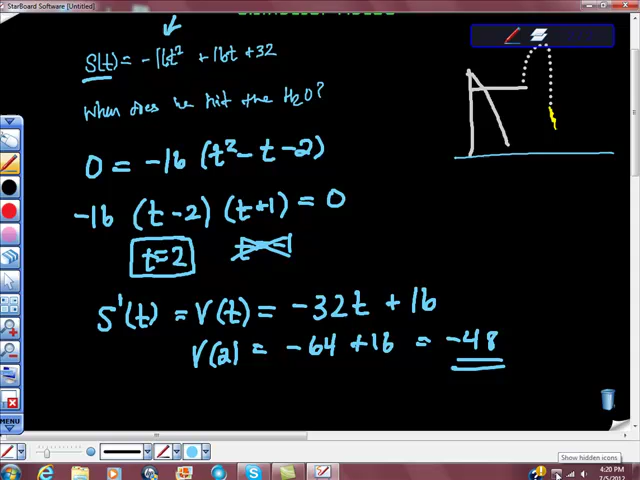 StarBoard Software [Untitled]
S(t) = -16t² + 16t + 32
When does he hit the H₂O?
0 = -16 (t² - t - 2)
-16 (t-2) (t+1) = 0
t=2
S'(t) = V(t) = -32t + 16
V(2) = -64 + 16 = -48
MENU
Show hidden icons
4:20 PM
7/5/2012